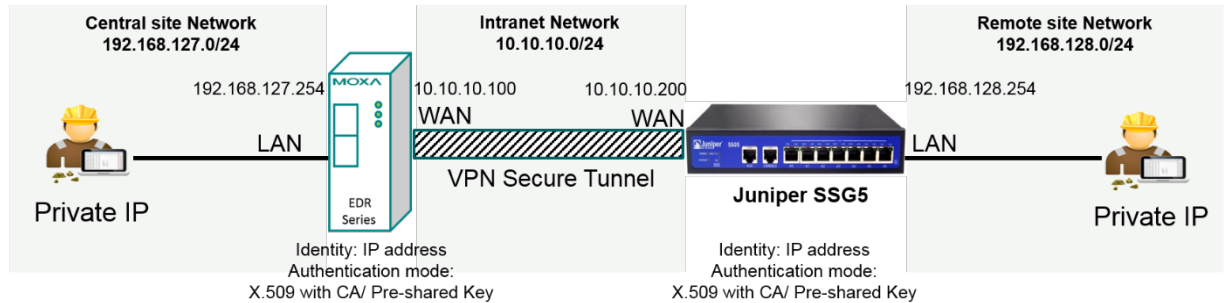 Central site Network
192.168.127.0/24
Intranet Network
10.10.10.0/24
Remote site Network
192.168.128.0/24
192.168.127.254
MOXA
10.10.10.100
10.10.10.200
192.168.128.254
WAN
WAN
LAN
LAN
Juniper
SSG5
VPN Secure Tunnel
Private IP
EDR
Series
Juniper SSG5
Private IP
Identity: IP address
Authentication mode:
X.509 with CA/ Pre-shared Key
Identity: IP address
Authentication mode:
X.509 with CA/ Pre-shared Key